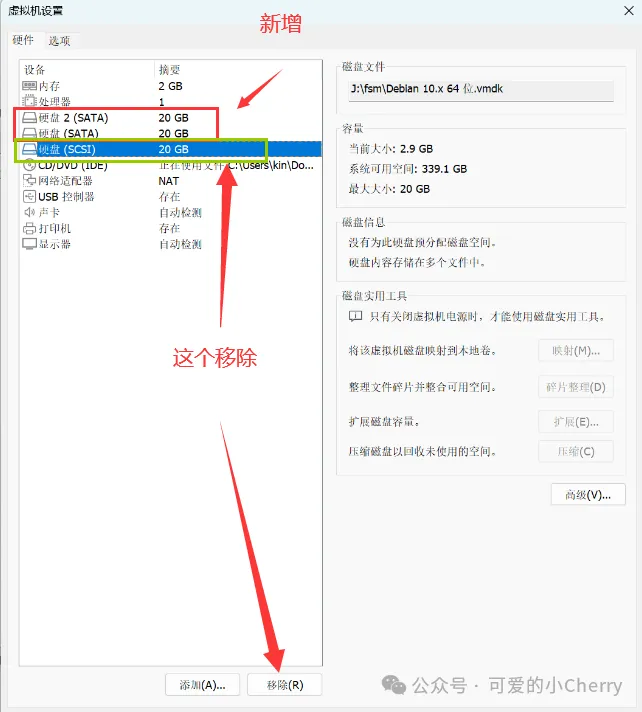 虚拟机设置
新增
硬件 选项
设备 摘要
内存 2 GB
处理器 1
硬盘 2 (SATA) 20 GB
硬盘 (SATA) 20 GB
硬盘 (SCSI) 20 GB
CD/DVD (IDE) 正在使用文件 C:\Users\kin\Do...
网络适配器 NAT
USB 控制器 存在
声卡 自动检测
打印机 存在
显示器 自动检测
这个移除
添加(A)... 移除(R)
磁盘文件
J:\fsm\Debian 10.x 64 位.vmdk
容量
当前大小: 2.9 GB
系统可用空间: 339.1 GB
最大大小: 20 GB
磁盘信息
没有为此硬盘预分配磁盘空间。
硬盘内容存储在多个文件中。
磁盘实用工具
只有关闭虚拟机电源时，才能使用磁盘实用工具。
将该虚拟机磁盘映射到本地卷。 映射(M)...
整理文件碎片并整合可用空间。 碎片整理(D)
扩展磁盘容量。 扩展(E)...
压缩磁盘以回收未使用的空间。 压缩(C)
高级(V)...
公众号 · 可爱的小Cherry